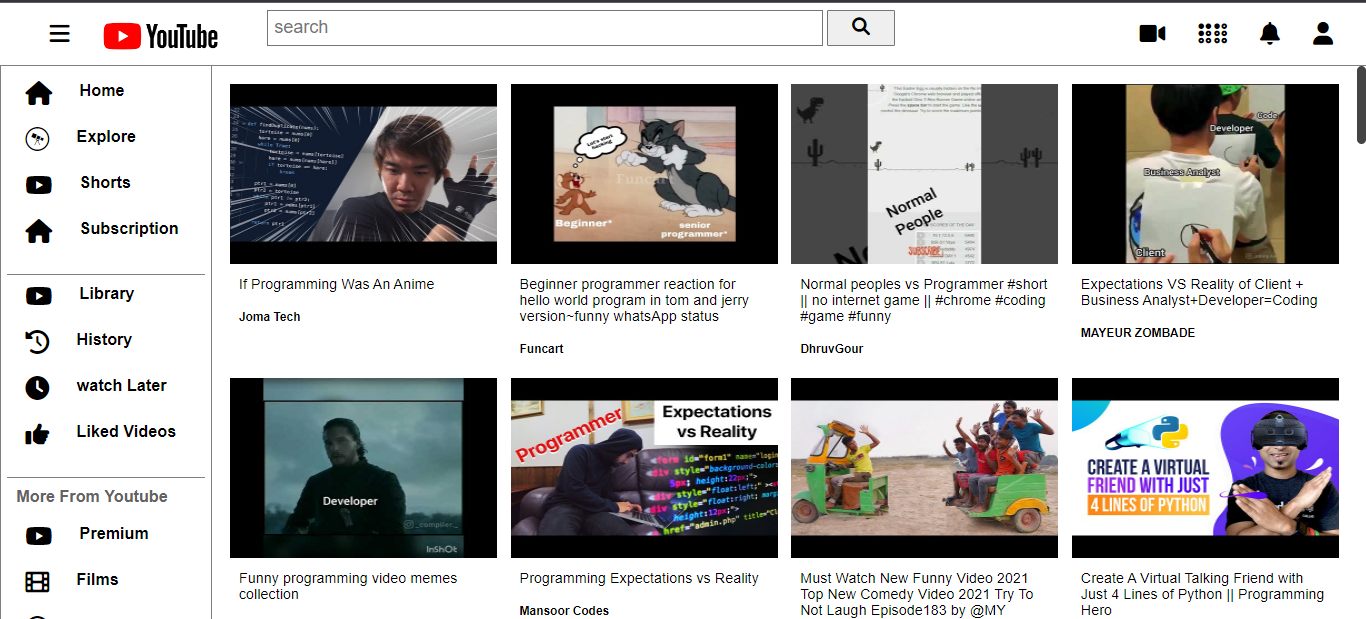 YouTube
search
Home
Explore
Shorts
Subscription
Library
History
watch Later
Liked Videos
More From Youtube
Premium
Films
If Programming Was An Anime
Joma Tech
Let's start
Funcart
Beginner*
senior
programmer*
Beginner programmer reaction for
hello world program in tom and jerry
version~funny whatsApp status
Funcart
Normal
People
SUBSCRIBE
Normal peoples vs Programmer #short
|| no internet game || #chrome #coding
#game #funny
DhruvGour
Code
Developer
Business Analyst
Client
Expectations VS Reality of Client +
Business Analyst+Developer=Coding
MAYEUR ZOMBADE
Developer
_compiler_
InShOt
Funny programming video memes
collection
Programmer
Expectations
vs Reality
Programming Expectations vs Reality
Mansoor Codes
Must Watch New Funny Video 2021
Top New Comedy Video 2021 Try To
Not Laugh Episode183 by @MY
CREATE A VIRTUAL
FRIEND WITH JUST
4 LINES OF PYTHON
Create A Virtual Talking Friend with
Just 4 Lines of Python || Programming
Hero